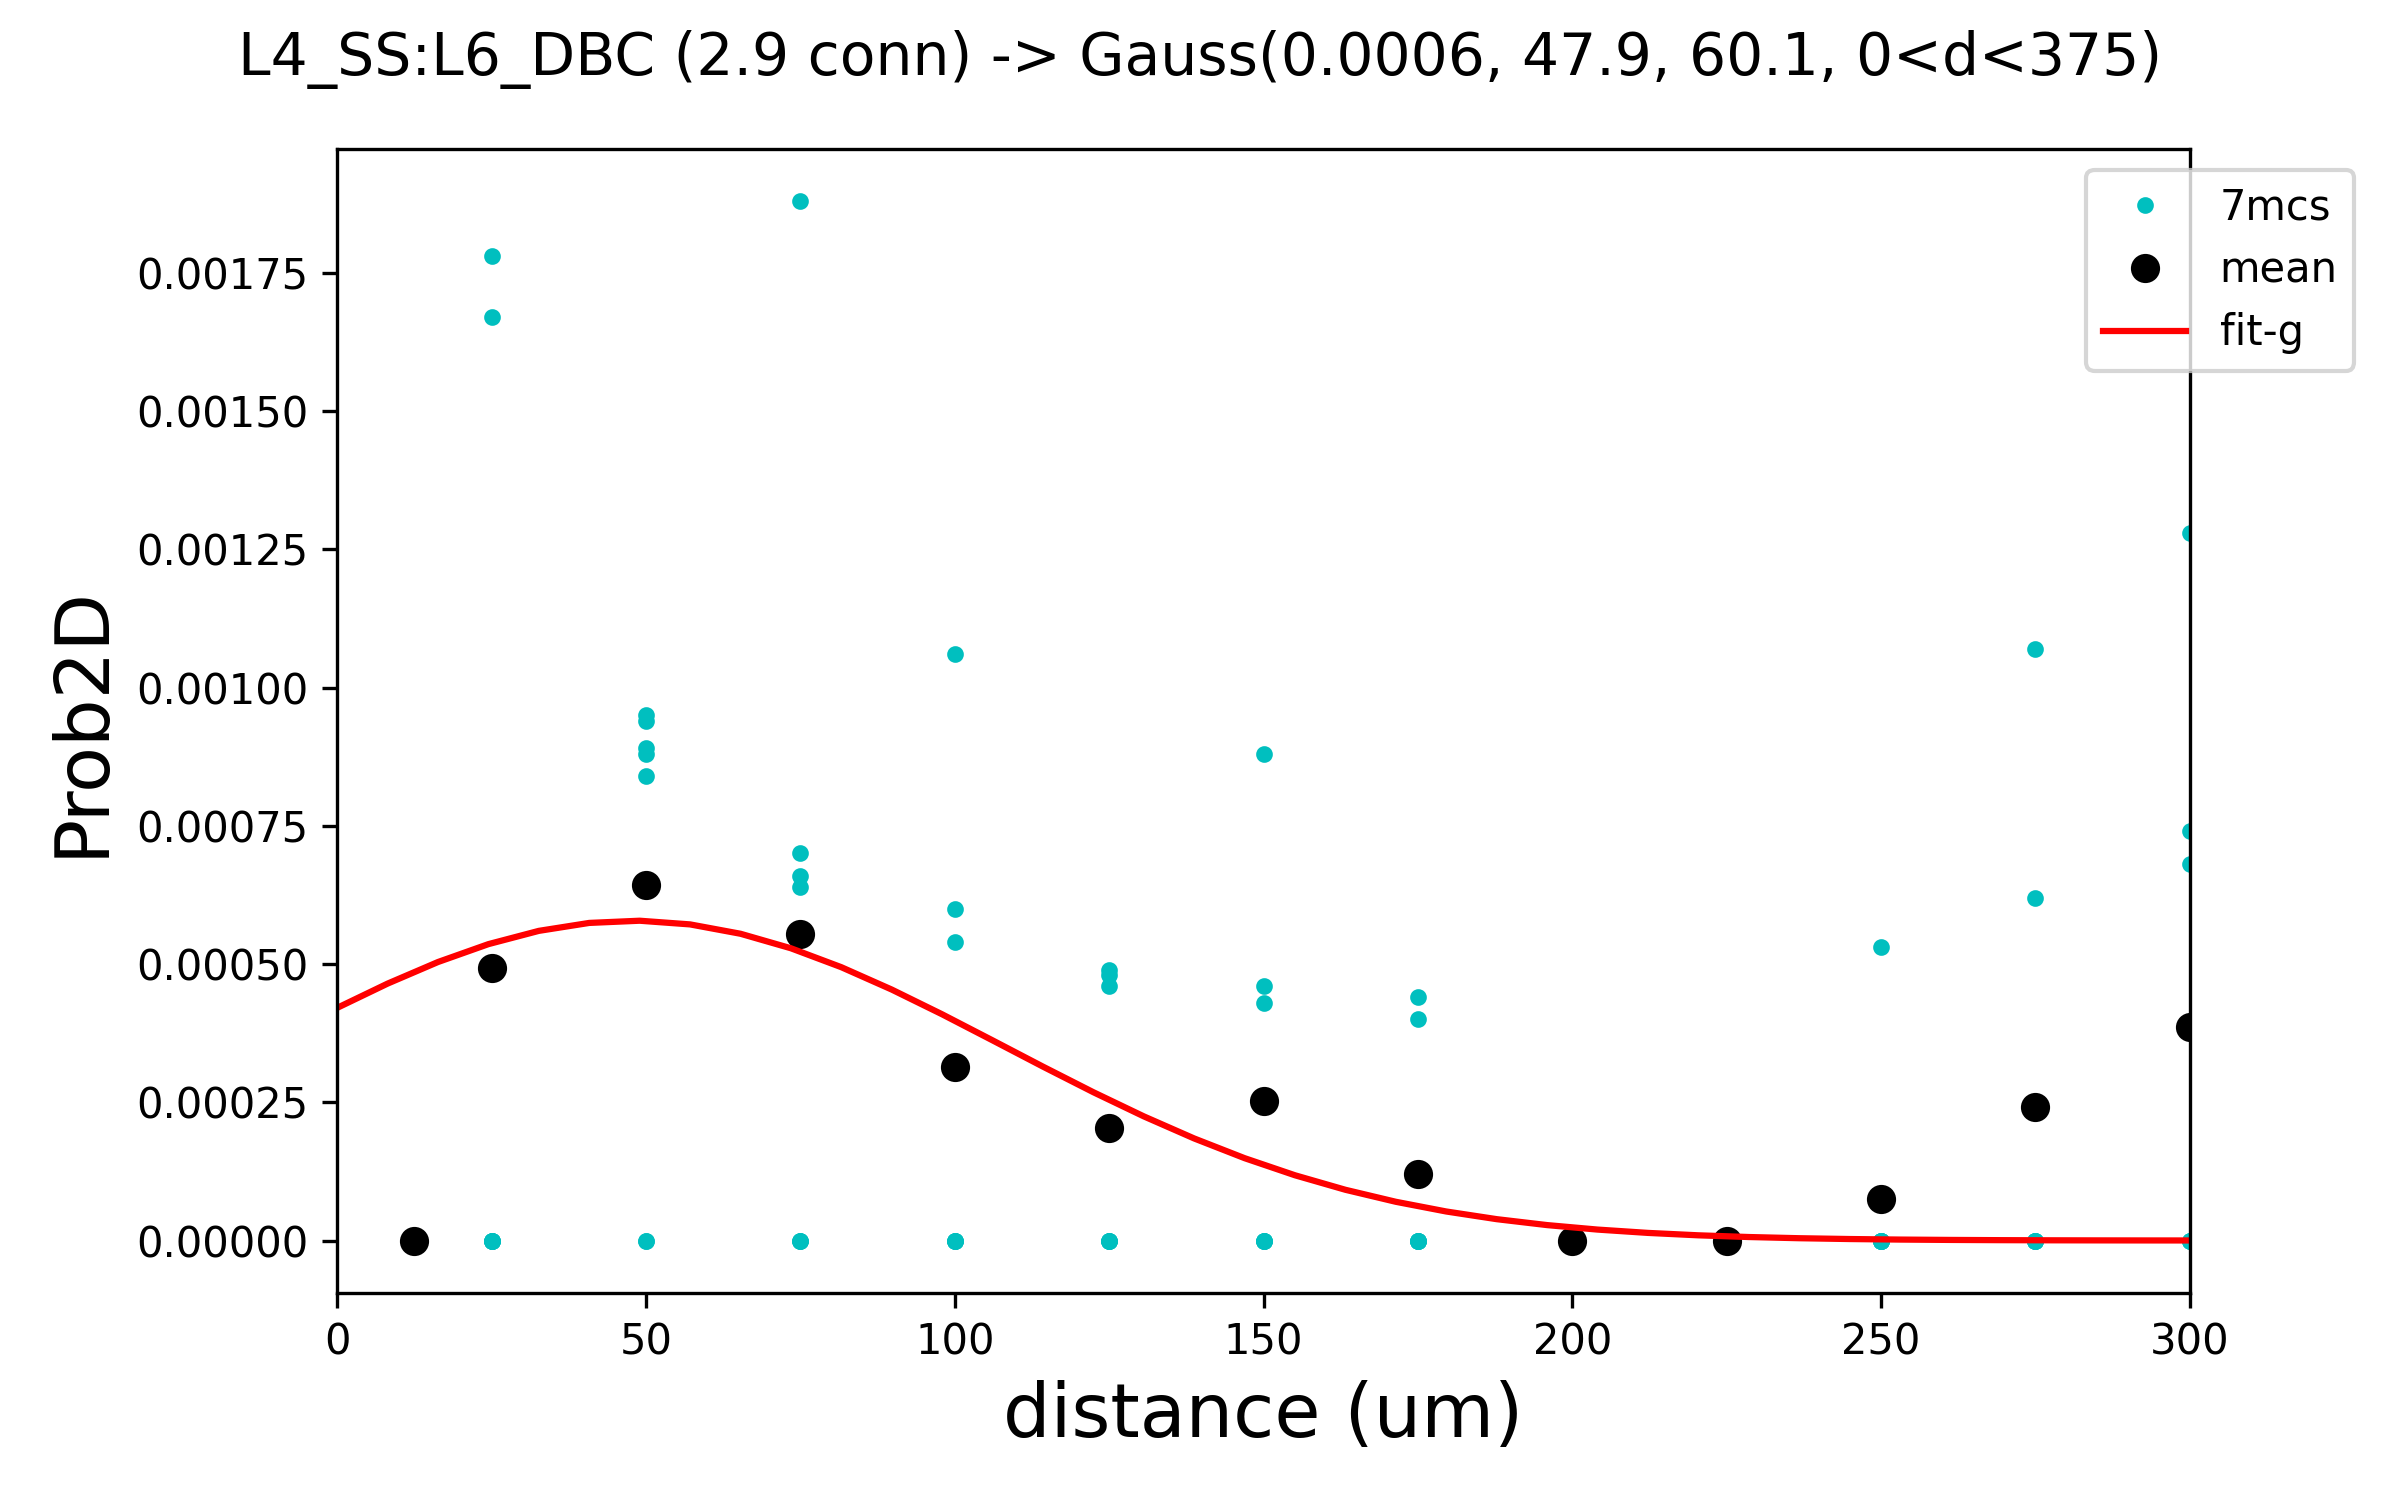 L4_SS:L6_DBC (2.9 conn) -> Gauss(0.0006, 47.9, 60.1, 0<d<375)
7mcs
mean
fit-g
Prob2D
0.00175
0.00150
0.00125
0.00100
0.00075
0.00050
0.00025
0.00000
0 50 100 150 200 250 300
distance (um)